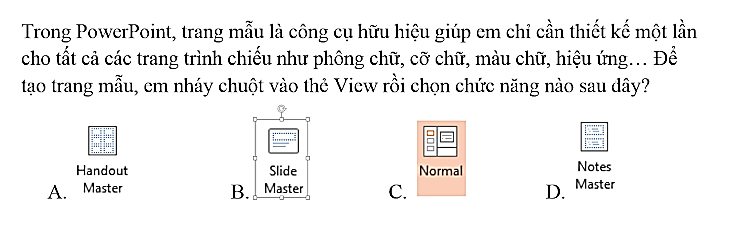 Trong PowerPoint, trang mẫu là công cụ hữu hiệu giúp em chỉ cần thiết kế một lần
cho tất cả các trang trình chiếu như phông chữ, cỡ chữ, màu chữ, hiệu ứng… Để
tạo trang mẫu, em nháy chuột vào thẻ View rồi chọn chức năng nào sau đây?
A. Handout Master
B. Slide Master
C. Normal
D. Notes Master